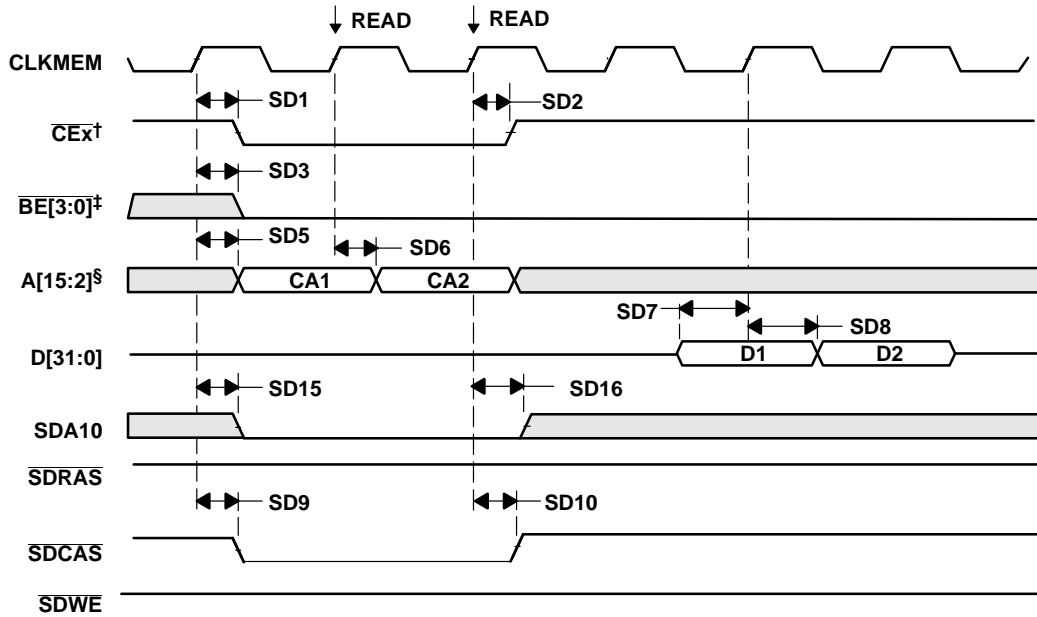 READ READ
CLKMEM
SD1 SD2
CEx†
SD3
BE[3:0]‡
SD5 SD6
A[15:2]§ CA1 CA2
SD7 SD8
D[31:0] D1 D2
SD15 SD16
SDA10
SDRAS
SD9 SD10
SDCAS
SDWE